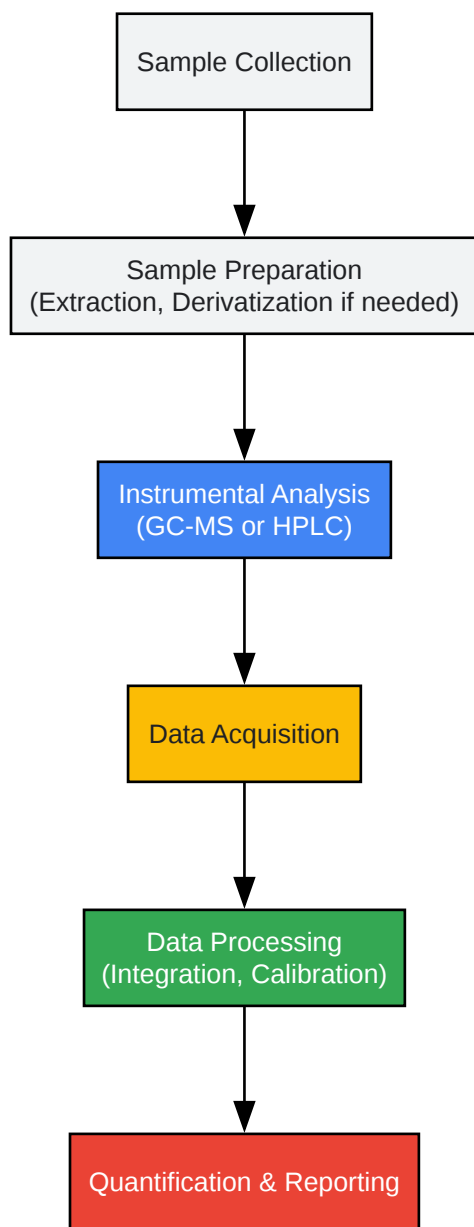 Sample Collection
Sample Preparation
(Extraction, Derivatization if needed)
Instrumental Analysis
(GC-MS or HPLC)
Data Acquisition
Data Processing
(Integration, Calibration)
Quantification & Reporting